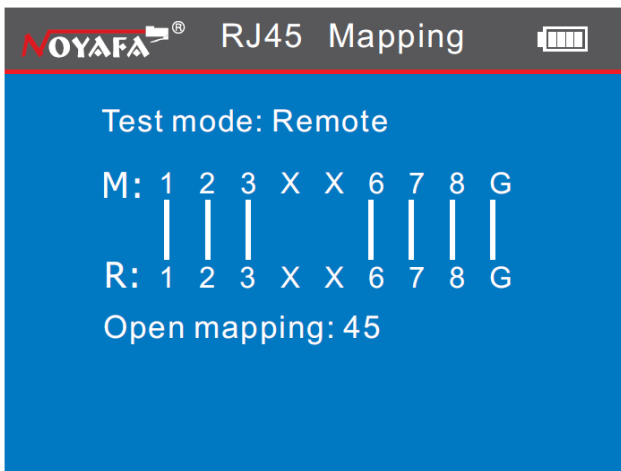 NOYAFA® RJ45 Mapping
Test mode: Remote
M: 1 2 3 X X 6 7 8 G
R: 1 2 3 X X 6 7 8 G
Open mapping: 45